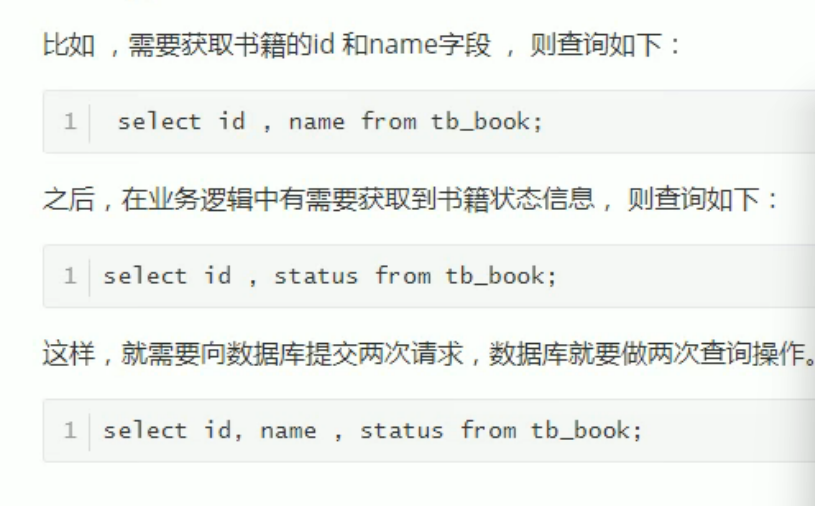 比如 ，需要获取书籍的id 和name字段 ， 则查询如下：
1 select id , name from tb_book;
之后，在业务逻辑中有需要获取到书籍状态信息， 则查询如下：
1 select id , status from tb_book;
这样，就需要向数据库提交两次请求，数据库就要做两次查询操作。
1 select id, name , status from tb_book;